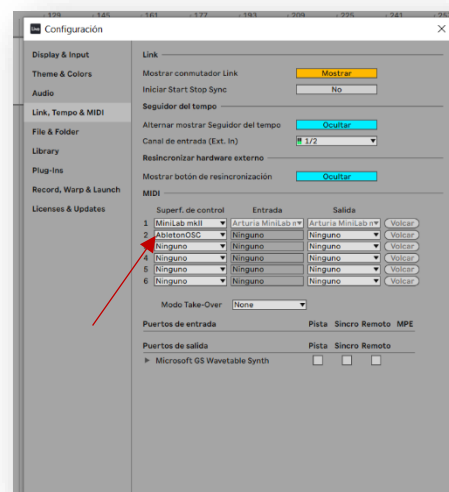 129 145 161 177 193 209 225 241 25
Live Configuración
Display & Input
Theme & Colors
Audio
Link, Tempo & MIDI
File & Folder
Library
Plug-Ins
Record, Warp & Launch
Licenses & Updates
Link
Mostrar conmutador Link Mostrar
Iniciar Start Stop Sync No
Seguidor del tempo
Alternar mostrar Seguidor del tempo Ocultar
Canal de entrada (Ext. In) 1/2
Resincronizar hardware externo
Mostrar botón de resincronización Ocultar
MIDI
Superf. de control Entrada Salida
1 MiniLab mkII Arturia MiniLab m Arturia MiniLab m Volcar
2 AbletonOSC Ninguno Ninguno Volcar
Ninguno Ninguno Ninguno Volcar
4 Ninguno Ninguno Ninguno Volcar
5 Ninguno Ninguno Ninguno Volcar
6 Ninguno Ninguno Ninguno Volcar
Modo Take-Over None
Puertos de entrada Pista Sincro Remoto MPE
Puertos de salida Pista Sincro Remoto
Microsoft GS Wavetable Synth